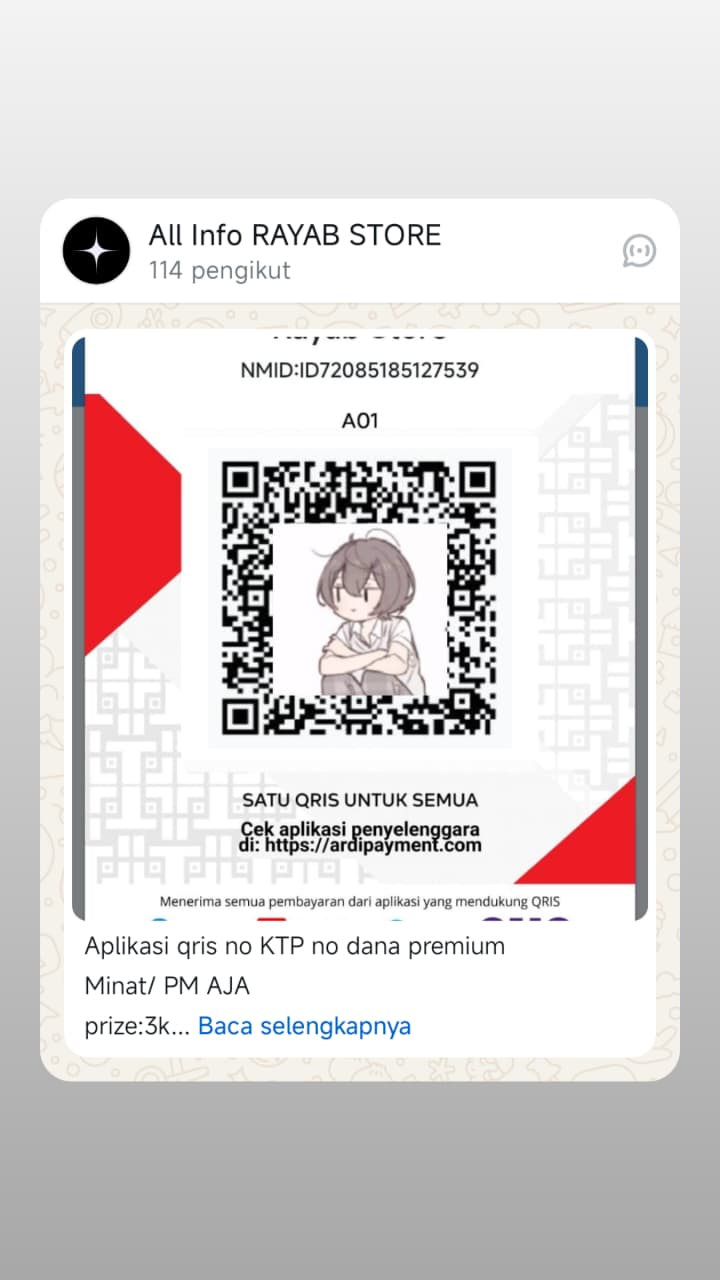 All Info RAYAB STORE
114 pengikut
NMID:ID72085185127539
A01
SATU QRIS UNTUK SEMUA
Cek aplikasi penyelenggara
di: https://ardipayment.com
Menerima semua pembayaran dari aplikasi yang mendukung QRIS
Aplikasi qris no KTP no dana premium
Minat/ PM AJA
prize:3k... Baca selengkapnya